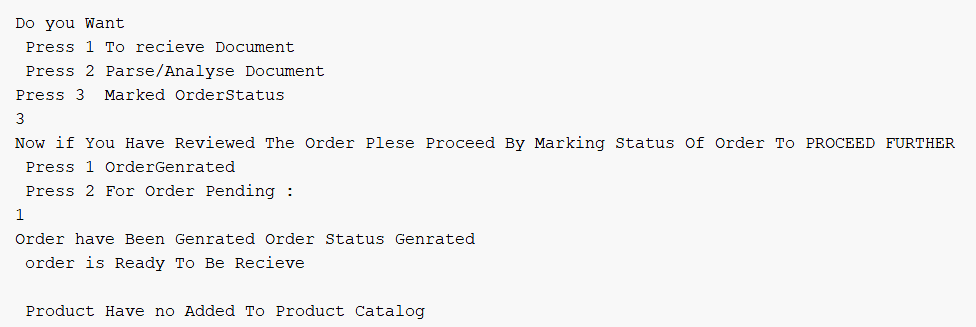 Do you Want
Press 1 To recieve Document
Press 2 Parse/Analyse Document
Press 3  Marked OrderStatus
3
Now if You Have Reviewed The Order Plese Proceed By Marking Status Of Order To PROCEED FURTHER
Press 1 OrderGenrated
Press 2 For Order Pending :
1
Order have Been Genrated Order Status Genrated
order is Ready To Be Recieve
Product Have no Added To Product Catalog